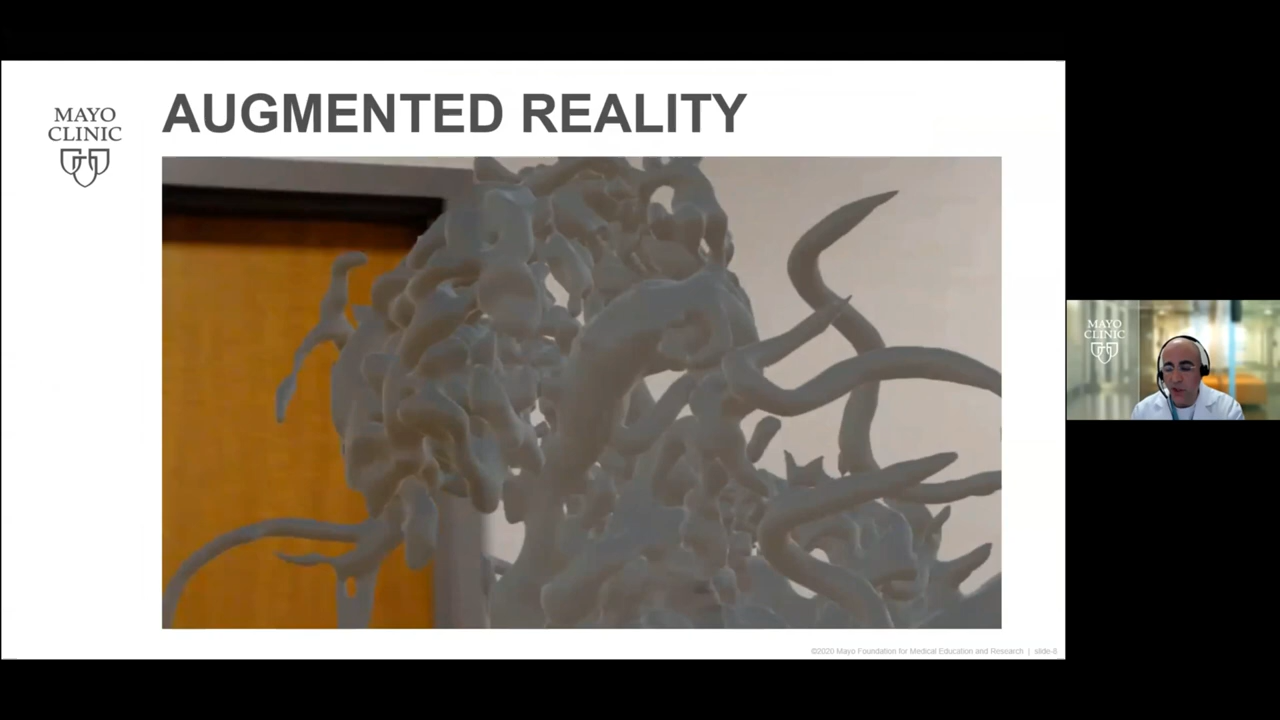 MAYO
CLINIC
AUGMENTED REALITY
©2020 Mayo Foundation for Medical Education and Research | slide-8
MAYO
CLINIC